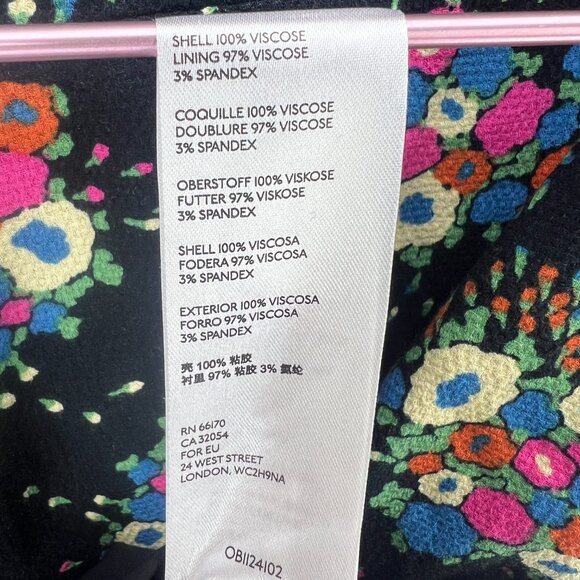 SHELL 100% VISCOSE
LINING 97% VISCOSE
3% SPANDEX
COQUILLE 100% VISCOSE
DOUBLURE 97% VISCOSE
3% SPANDEX
OBERSTOFF 100% VISKOSE
FUTTER 97% VISKOSE
3% SPANDEX
SHELL 100% VISCOSA
FODERA 97% VISCOSA
3% SPANDEX
EXTERIOR 100% VISCOSA
FORRO 97% VISCOSA
3% SPANDEX
壳 100% 粘胶
衬里 97% 粘胶 3% 氨纶
RN 66170
CA 32054
FOR EU
24 WEST STREET
LONDON, WC2H9NA
OB1124102